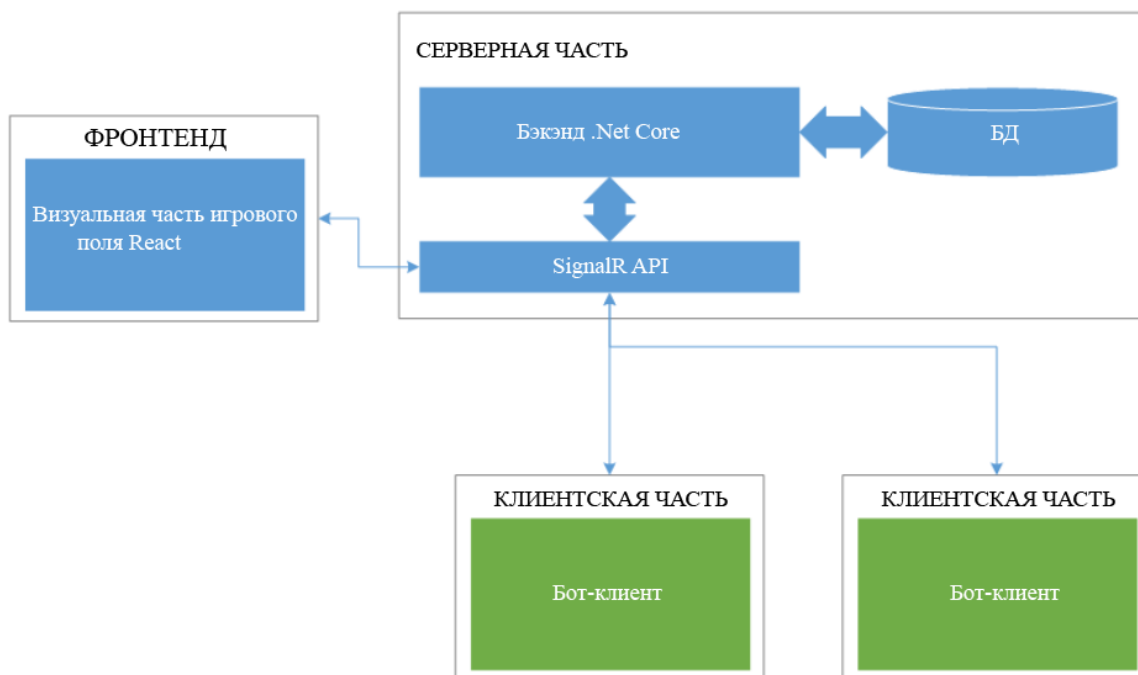 СЕРВЕРНАЯ ЧАСТЬ
Бэкэнд .Net Core
БД
ФРОНТЕНД
Визуальная часть игрового
поля React
SignalR API
КЛИЕНТСКАЯ ЧАСТЬ
Бот-клиент
КЛИЕНТСКАЯ ЧАСТЬ
Бот-клиент